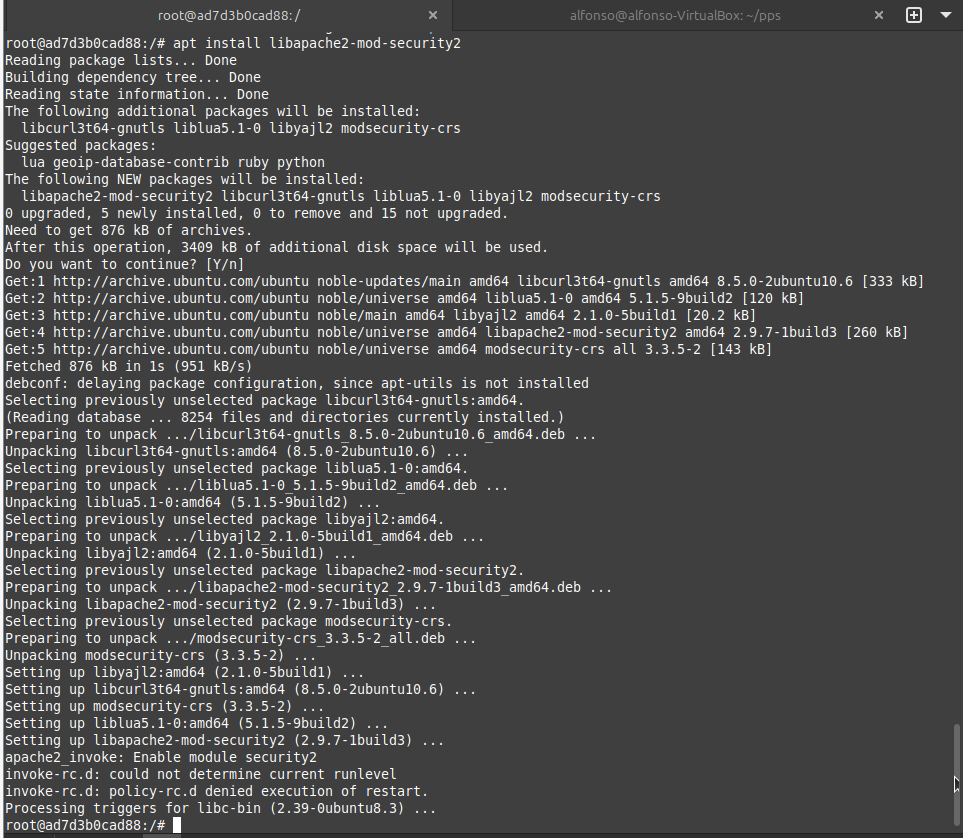 root@ad7d3b0cad88: /
alfonso@alfonso-VirtualBox: ~/pps
root@ad7d3b0cad88:/# apt install libapache2-mod-security2
Reading package lists... Done
Building dependency tree... Done
Reading state information... Done
The following additional packages will be installed:
  libcurl3t64-gnutls liblua5.1-0 libyajl2 modsecurity-crs
Suggested packages:
  lua geoip-database-contrib ruby python
The following NEW packages will be installed:
  libapache2-mod-security2 libcurl3t64-gnutls liblua5.1-0 libyajl2 modsecurity-crs
0 upgraded, 5 newly installed, 0 to remove and 15 not upgraded.
Need to get 876 kB of archives.
After this operation, 3409 kB of additional disk space will be used.
Do you want to continue? [Y/n]
Get:1 http://archive.ubuntu.com/ubuntu noble-updates/main amd64 libcurl3t64-gnutls amd64 8.5.0-2ubuntu10.6 [333 kB]
Get:2 http://archive.ubuntu.com/ubuntu noble/universe amd64 liblua5.1-0 amd64 5.1.5-9build2 [120 kB]
Get:3 http://archive.ubuntu.com/ubuntu noble/main amd64 libyajl2 amd64 2.1.0-5build1 [20.2 kB]
Get:4 http://archive.ubuntu.com/ubuntu noble/universe amd64 libapache2-mod-security2 amd64 2.9.7-1build3 [260 kB]
Get:5 http://archive.ubuntu.com/ubuntu noble/universe amd64 modsecurity-crs all 3.3.5-2 [143 kB]
Fetched 876 kB in 1s (951 kB/s)
debconf: delaying package configuration, since apt-utils is not installed
Selecting previously unselected package libcurl3t64-gnutls:amd64.
(Reading database ... 8254 files and directories currently installed.)
Preparing to unpack .../libcurl3t64-gnutls_8.5.0-2ubuntu10.6_amd64.deb ...
Unpacking libcurl3t64-gnutls:amd64 (8.5.0-2ubuntu10.6) ...
Selecting previously unselected package liblua5.1-0:amd64.
Preparing to unpack .../liblua5.1-0_5.1.5-9build2_amd64.deb ...
Unpacking liblua5.1-0:amd64 (5.1.5-9build2) ...
Selecting previously unselected package libyajl2:amd64.
Preparing to unpack .../libyajl2_2.1.0-5build1_amd64.deb ...
Unpacking libyajl2:amd64 (2.1.0-5build1) ...
Selecting previously unselected package libapache2-mod-security2.
Preparing to unpack .../libapache2-mod-security2_2.9.7-1build3_amd64.deb ...
Unpacking libapache2-mod-security2 (2.9.7-1build3) ...
Selecting previously unselected package modsecurity-crs.
Preparing to unpack .../modsecurity-crs_3.3.5-2_all.deb ...
Unpacking modsecurity-crs (3.3.5-2) ...
Setting up libyajl2:amd64 (2.1.0-5build1) ...
Setting up libcurl3t64-gnutls:amd64 (8.5.0-2ubuntu10.6) ...
Setting up modsecurity-crs (3.3.5-2) ...
Setting up liblua5.1-0:amd64 (5.1.5-9build2) ...
Setting up libapache2-mod-security2 (2.9.7-1build3) ...
apache2_invoke: Enable module security2
invoke-rc.d: could not determine current runlevel
invoke-rc.d: policy-rc.d denied execution of restart.
Processing triggers for libc-bin (2.39-0ubuntu8.3) ...
root@ad7d3b0cad88:/#